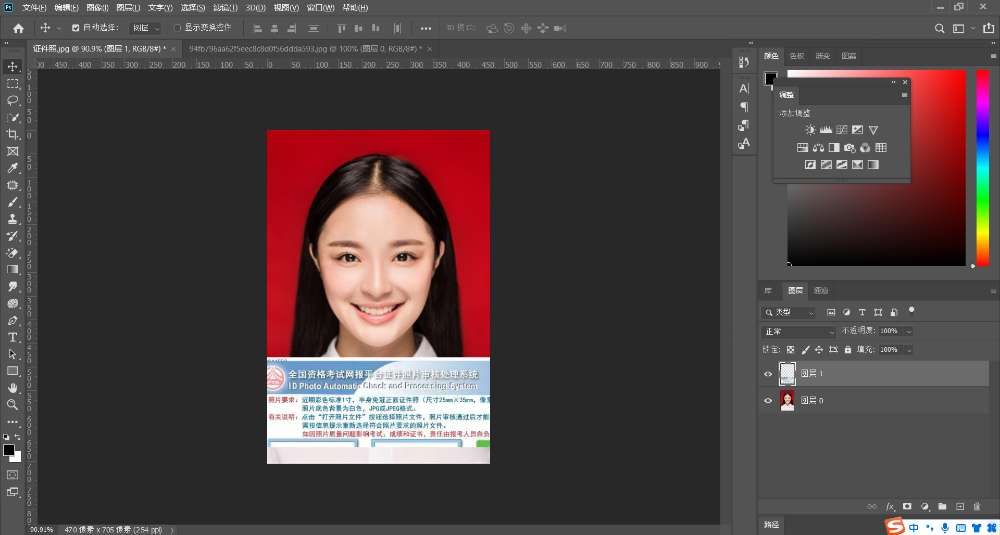 文件(F) 编辑(E) 图像(I) 图层(L) 文字(Y) 选择(S) 滤镜(T) 3D(D) 视图(V) 窗口(W) 帮助(H)
自动选择： 图层 显示变换控件 3D 模式：
证件照.jpg @ 90.9% (图层 1, RGB/8#) * × 94fb796aa62f5eec8c8d0f56ddda593.jpg @ 100% (图层 0, RGB/8#) * ×
450 400 350 300 250 200 150 100 50 0 50 100 150 200 250 300 350 400 450 500 550 600 650 700 750 800 850 900
颜色 色板 渐变 图案
调整
添加调整
全国资格考试网报平台证件照片审核处理系统
ID Photo Automatic Check and Processing System
照片要求：近期彩色标准1寸，半身免冠正面证件照（尺寸25mm×35mm，像素
照片底色背景为白色，JPG或JPEG格式。
有关说明：点击“打开照片文件”按钮选择照片文件，照片审核通过后才能
需按信息提示重新选择符合照片要求的照片文件。
如因照片质量问题影响考试、成绩和证书，责任由报考人员自负
库 图层 通道
类型
正常 不透明度: 100%
锁定: 填充: 100%
图层 1
图层 0
路径
90.91% 470 像素 x 705 像素 (254 ppi)
中